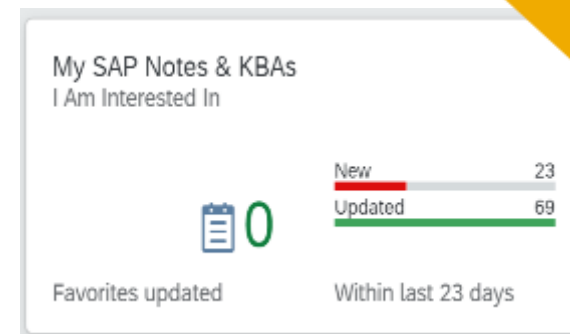 My SAP Notes & KBAs
I Am Interested In
New 23
Updated 69
0
Favorites updated
Within last 23 days